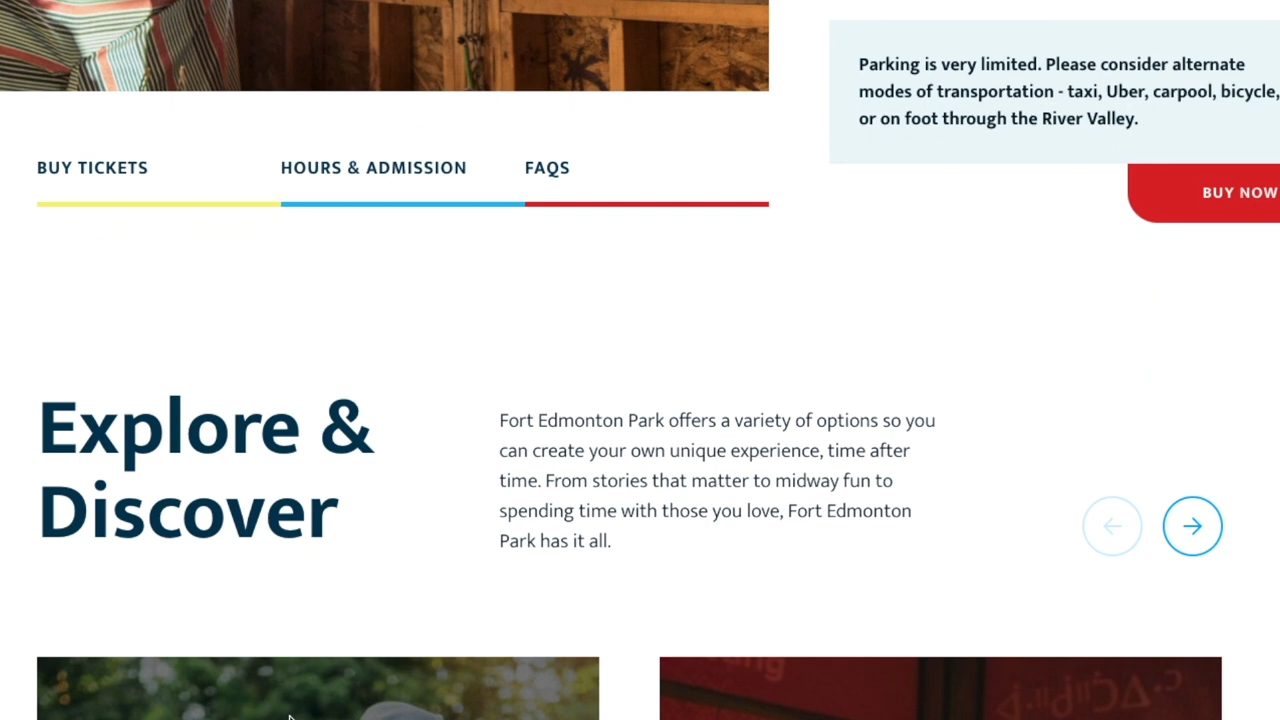 Parking is very limited. Please consider alternate
modes of transportation - taxi, Uber, carpool, bicycle,
or on foot through the River Valley.
BUY TICKETS
HOURS & ADMISSION
FAQS
BUY NOW
Explore &
Discover
Fort Edmonton Park offers a variety of options so you
can create your own unique experience, time after
time. From stories that matter to midway fun to
spending time with those you love, Fort Edmonton
Park has it all.